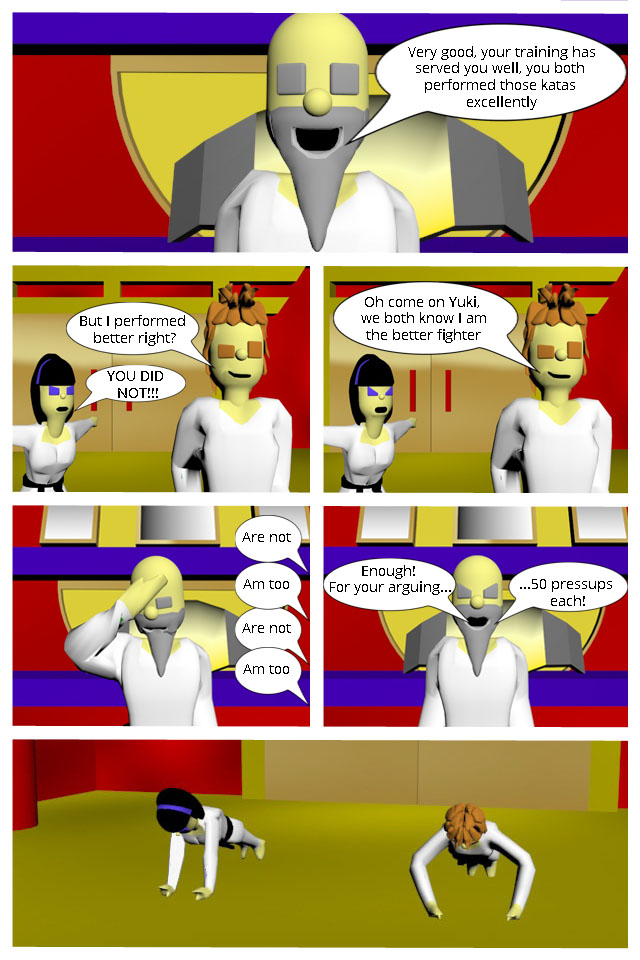 Very good, your training has
served you well, you both
performed those katas
excellently
But I performed
better right?
YOU DID
NOT!!!
Oh come on Yuki,
we both know I am
the better fighter
Are not
Am too
Are not
Am too
Enough!
For your arguing...
...50 pressups
each!